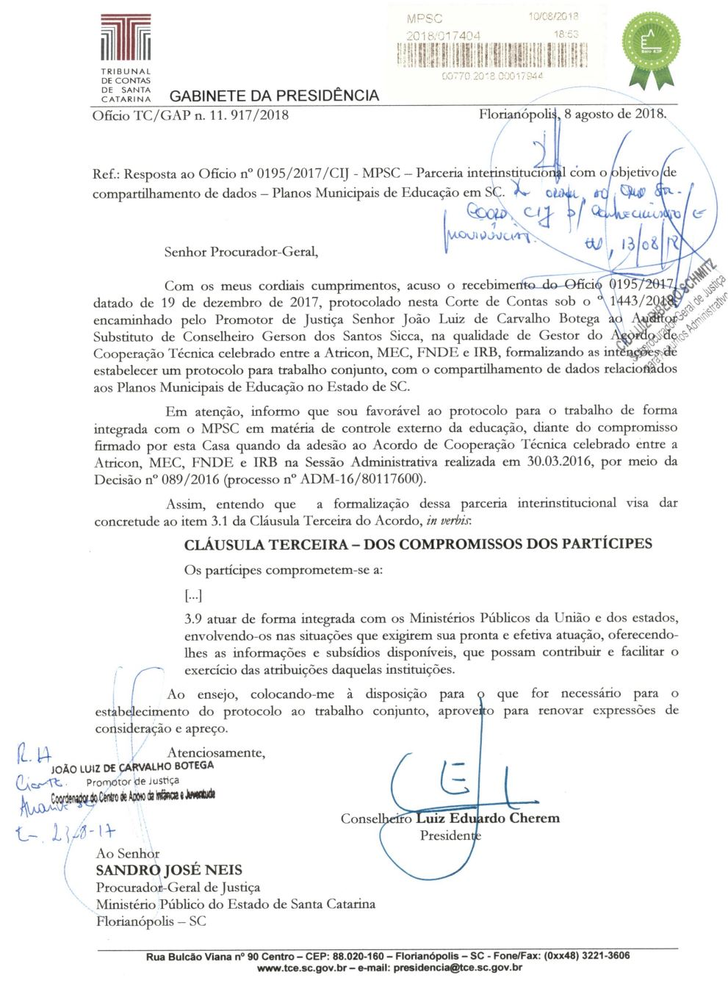 MPSC 10/08/2018
2018/017404 18:53
00770.2018.00017944
TRIBUNAL
DE CONTAS
DE SANTA
CATARINA
GABINETE DA PRESIDÊNCIA
Ofício TC/GAP n. 11. 917/2018
Florianópolis, 8 agosto de 2018.
Ref.: Resposta ao Ofício nº 0195/2017/CIJ - MPSC – Parceria interinstitucional com o objetivo de
compartilhamento de dados – Planos Municipais de Educação em SC.
De ordem, ao
Coord. CIJ p/ conhecimento e
providências.
13/08/18
CID LUIZ RIBEIRO SCHMITZ
Subprocurador-Geral de Justiça
para Assuntos Administrativos
Senhor Procurador-Geral,
Com os meus cordiais cumprimentos, acuso o recebimento do Ofício 0195/2017,
datado de 19 de dezembro de 2017, protocolado nesta Corte de Contas sob o º 1443/2018,
encaminhado pelo Promotor de Justiça Senhor João Luiz de Carvalho Botega ao Auditor
Substituto de Conselheiro Gerson dos Santos Sicca, na qualidade de Gestor do Acordo de
Cooperação Técnica celebrado entre a Atricon, MEC, FNDE e IRB, formalizando as intenções de
estabelecer um protocolo para trabalho conjunto, com o compartilhamento de dados relacionados
aos Planos Municipais de Educação no Estado de SC.
Em atenção, informo que sou favorável ao protocolo para o trabalho de forma
integrada com o MPSC em matéria de controle externo da educação, diante do compromisso
firmado por esta Casa quando da adesão ao Acordo de Cooperação Técnica celebrado entre a
Atricon, MEC, FNDE e IRB na Sessão Administrativa realizada em 30.03.2016, por meio da
Decisão nº 089/2016 (processo nº ADM-16/80117600).
Assim, entendo que a formalização dessa parceria interinstitucional visa dar
concretude ao item 3.1 da Cláusula Terceira do Acordo, in verbis:
CLÁUSULA TERCEIRA – DOS COMPROMISSOS DOS PARTÍCIPES
Os partícipes comprometem-se a:
[...]
3.9 atuar de forma integrada com os Ministérios Públicos da União e dos estados,
envolvendo-os nas situações que exigirem sua pronta e efetiva atuação, oferecendo-
lhes as informações e subsídios disponíveis, que possam contribuir e facilitar o
exercício das atribuições daquelas instituições.
Ao ensejo, colocando-me à disposição para o que for necessário para o
estabelecimento do protocolo ao trabalho conjunto, aproveito para renovar expressões de
consideração e apreço.
Atenciosamente,
R. H
Ciente.
JOÃO LUIZ DE CARVALHO BOTEGA
Promotor de Justiça
Coordenador do Centro de Apoio da Infância e Juventude
Conselheiro Luiz Eduardo Cherem
Presidente
Ao Senhor
SANDRO JOSÉ NEIS
Procurador-Geral de Justiça
Ministério Público do Estado de Santa Catarina
Florianópolis – SC
Rua Bulcão Viana nº 90 Centro – CEP: 88.020-160 – Florianópolis – SC - Fone/Fax: (0xx48) 3221-3606
www.tce.sc.gov.br – e-mail: presidencia@tce.sc.gov.br